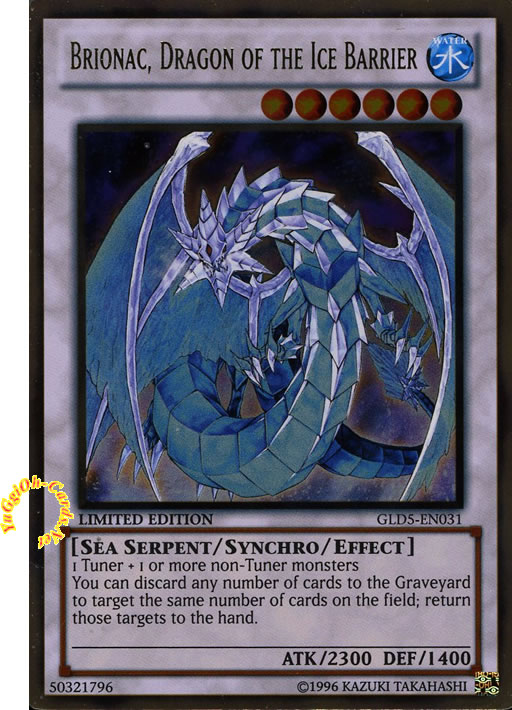 BRIONAC, DRAGON OF THE ICE BARRIER
WATER
水
LIMITED EDITION
GLD5-EN031
YuGiOh-Cards.Net
[SEA SERPENT/SYNCHRO/EFFECT]
1 Tuner + 1 or more non-Tuner monsters
You can discard any number of cards to the Graveyard
to target the same number of cards on the field; return
those targets to the hand.
ATK/2300 DEF/1400
50321796
©1996 KAZUKI TAKAHASHI